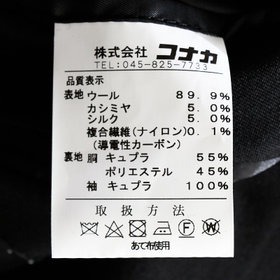 株式会社 コナカ
TEL:045-825-7733
品質表示
表地 ウール 89.9%
カシミヤ 5.0%
シルク 5.0%
複合繊維(ナイロン)0.1%
(導電性カーボン)
裏地 胴 キュプラ 55%
ポリエステル 45%
袖 キュプラ 100%
取扱方法
あて布使用